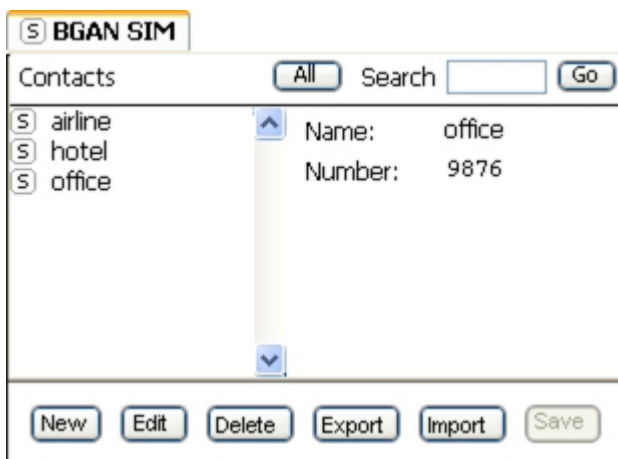 S BGAN SIM
Contacts All Search Go
S airline
S hotel
S office
Name: office
Number: 9876
New Edit Delete Export Import Save